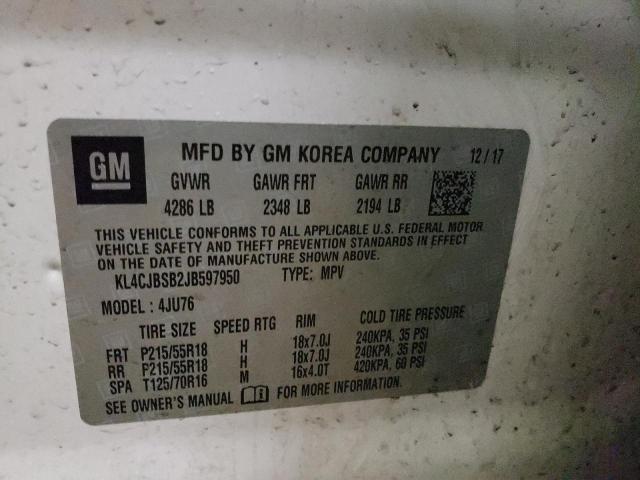 GM MFD BY GM KOREA COMPANY 12/17
GVWR GAWR FRT GAWR RR
4286 LB 2348 LB 2194 LB
THIS VEHICLE CONFORMS TO ALL APPLICABLE U.S. FEDERAL MOTOR
VEHICLE SAFETY AND THEFT PREVENTION STANDARDS IN EFFECT
ON THE DATE OF MANUFACTURE SHOWN ABOVE.
KL4CJBSB2JB597950 TYPE: MPV
MODEL : 4JU76
TIRE SIZE SPEED RTG RIM COLD TIRE PRESSURE
FRT P215/55R18 H 18x7.0J 240KPA, 35 PSI
RR P215/55R18 H 18x7.0J 240KPA, 35 PSI
SPA T125/70R16 M 16x4.0T 420KPA, 60 PSI
SEE OWNER'S MANUAL FOR MORE INFORMATION.